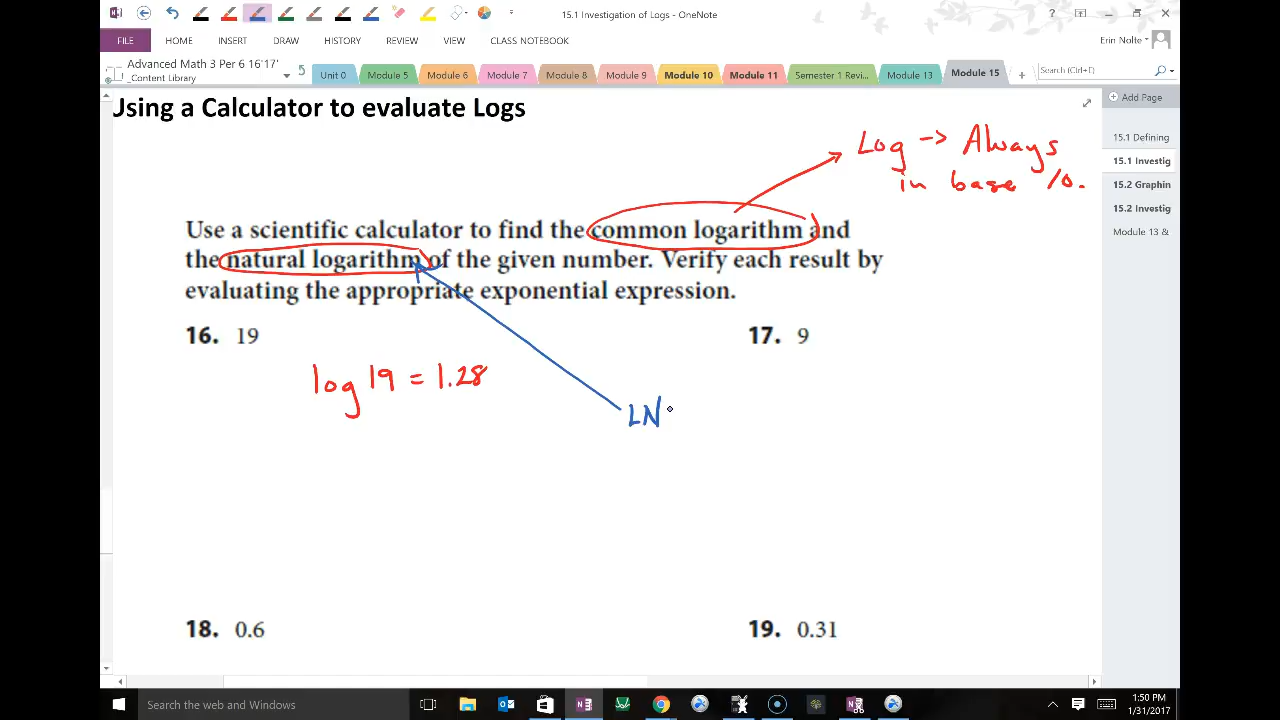 15.1 Investigation of Logs - OneNote
FILE HOME INSERT DRAW HISTORY REVIEW VIEW CLASS NOTEBOOK
Erin Nolte
Advanced Math 3 Per 6 16'17'
_Content Library
Unit 0 Module 5 Module 6 Module 7 Module 8 Module 9 Module 10 Module 11 Semester 1 Revi... Module 13 Module 15
Search (Ctrl+E)
Add Page
15.1 Defining
15.1 Investig
15.2 Graphin
15.2 Investig
Module 13 &
Using a Calculator to evaluate Logs
Log -> Always
in base 10.
Use a scientific calculator to find the common logarithm and
the natural logarithm of the given number. Verify each result by
evaluating the appropriate exponential expression.
16. 19
17. 9
log 19 = 1.28
LN
18. 0.6
19. 0.31
Search the web and Windows
1:50 PM
1/31/2017